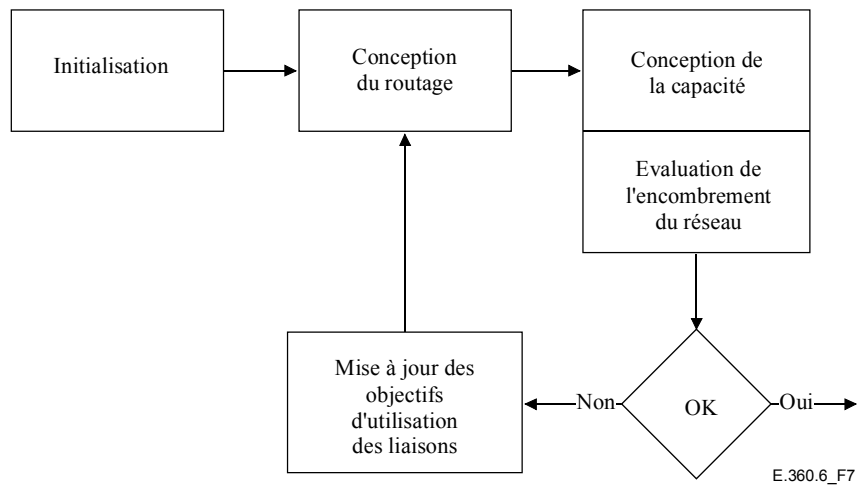 Initialisation
Conception
du routage
Conception de
la capacité
Evaluation de
l'encombrement
du réseau
Mise à jour des
objectifs
d'utilisation
des liaisons
Non
OK
Oui
E.360.6_F7